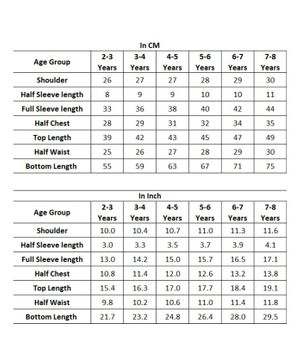 In CM
Age Group 2-3 Years 3-4 Years 4-5 Years 5-6 Years 6-7 Years 7-8 Years
Shoulder 26 27 27 28 29 30
Half Sleeve length 8 9 9 10 10 11
Full Sleeve length 33 36 38 40 42 44
Half Chest 28 29 31 32 34 35
Top Length 39 42 43 45 47 49
Half Waist 25 26 27 28 29 30
Bottom Length 55 59 63 67 71 75
In Inch
Age Group 2-3 Years 3-4 Years 4-5 Years 5-6 Years 6-7 Years 7-8 Years
Shoulder 10.0 10.4 10.7 11.0 11.3 11.6
Half Sleeve length 3.0 3.3 3.5 3.7 3.9 4.1
Full Sleeve length 13.0 14.2 15.0 15.7 16.5 17.1
Half Chest 10.8 11.4 12.0 12.6 13.2 13.8
Top Length 15.4 16.3 17.0 17.7 18.4 19.1
Half Waist 9.8 10.2 10.6 11.0 11.4 11.8
Bottom Length 21.7 23.2 24.8 26.4 28.0 29.5